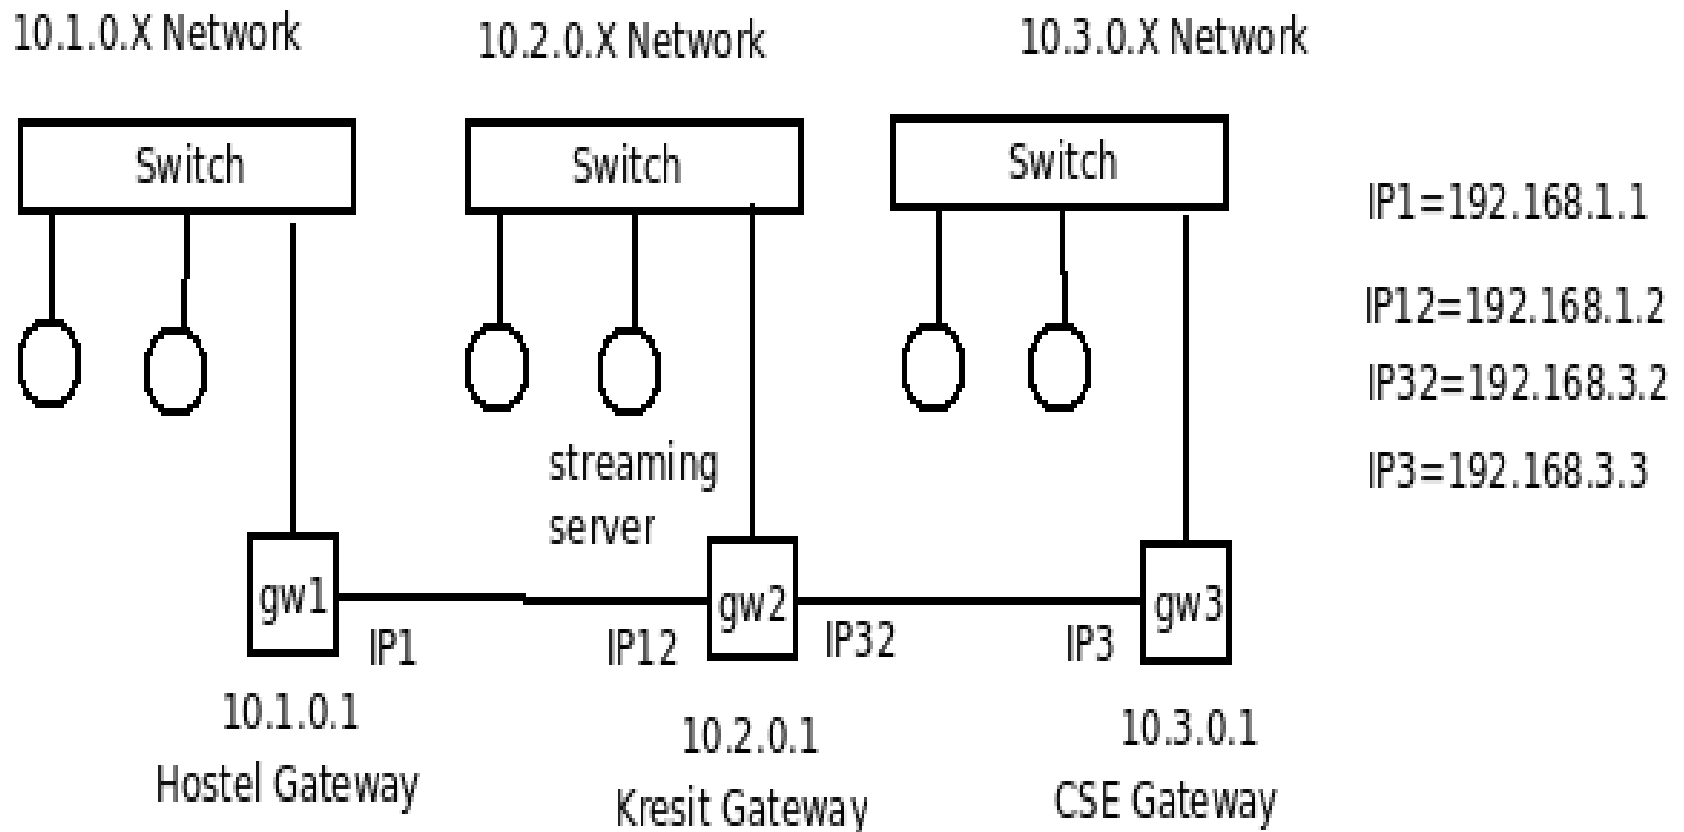 10.1.0.X Network
10.2.0.X Network
10.3.0.X Network
Switch
Switch
Switch
IP1=192.168.1.1
IP12=192.168.1.2
IP32=192.168.3.2
IP3=192.168.3.3
streaming
server
gw1
gw2
gw3
IP1
IP12
IP32
IP3
10.1.0.1
Hostel Gateway
10.2.0.1
Kresit Gateway
10.3.0.1
CSE Gateway